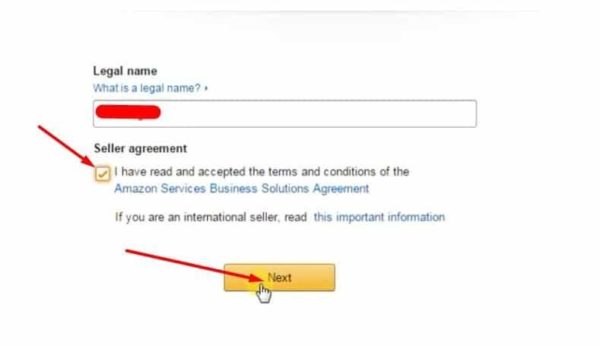 Legal name
What is a legal name?
Seller agreement
I have read and accepted the terms and conditions of the
Amazon Services Business Solutions Agreement
If you are an international seller, read this important information
Next